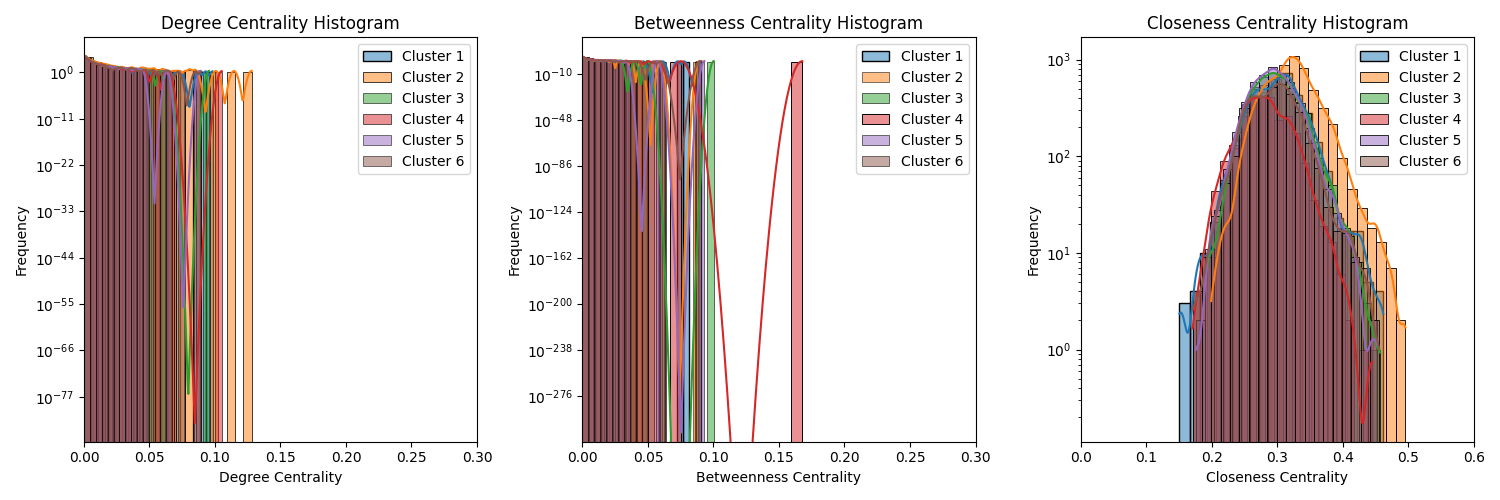 Degree Centrality Histogram
Frequency
10^0
10^-11
10^-22
10^-33
10^-44
10^-55
10^-66
10^-77
Cluster 1
Cluster 2
Cluster 3
Cluster 4
Cluster 5
Cluster 6
0.00 0.05 0.10 0.15 0.20 0.25 0.30
Degree Centrality
Betweenness Centrality Histogram
Frequency
10^-10
10^-48
10^-86
10^-124
10^-162
10^-200
10^-238
10^-276
Cluster 1
Cluster 2
Cluster 3
Cluster 4
Cluster 5
Cluster 6
0.00 0.05 0.10 0.15 0.20 0.25 0.30
Betweenness Centrality
Closeness Centrality Histogram
Frequency
10^3
10^2
10^1
10^0
Cluster 1
Cluster 2
Cluster 3
Cluster 4
Cluster 5
Cluster 6
0.0 0.1 0.2 0.3 0.4 0.5 0.6
Closeness Centrality